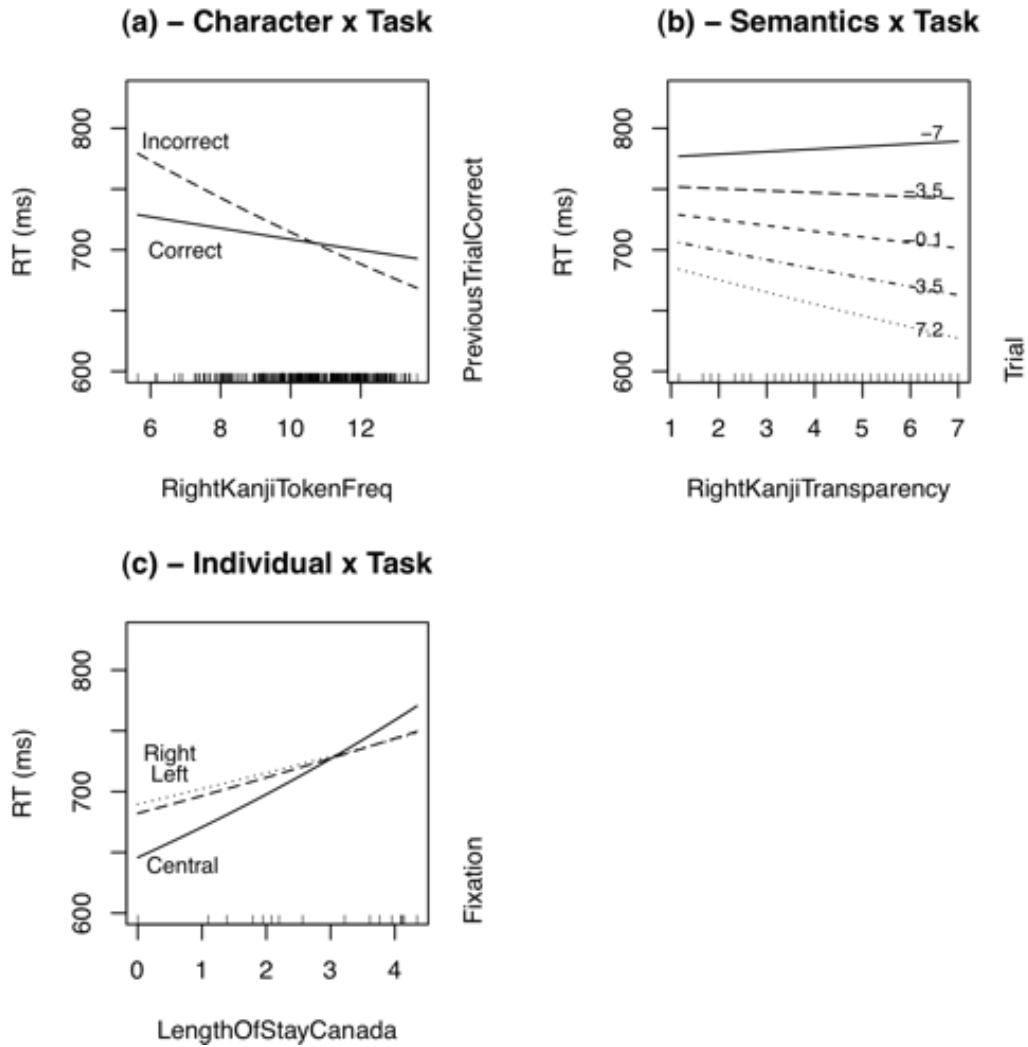 (a) – Character x Task
RT (ms)
800
700
600
Incorrect
Correct
6 8 10 12
RightKanjiTokenFreq
PreviousTrialCorrect
(b) – Semantics x Task
RT (ms)
800
700
600
−7
−3.5
−0.1
−3.5
7.2
1 2 3 4 5 6 7
RightKanjiTransparency
Trial
(c) – Individual x Task
RT (ms)
800
700
600
Right
Left
Central
0 1 2 3 4
LengthOfStayCanada
Fixation